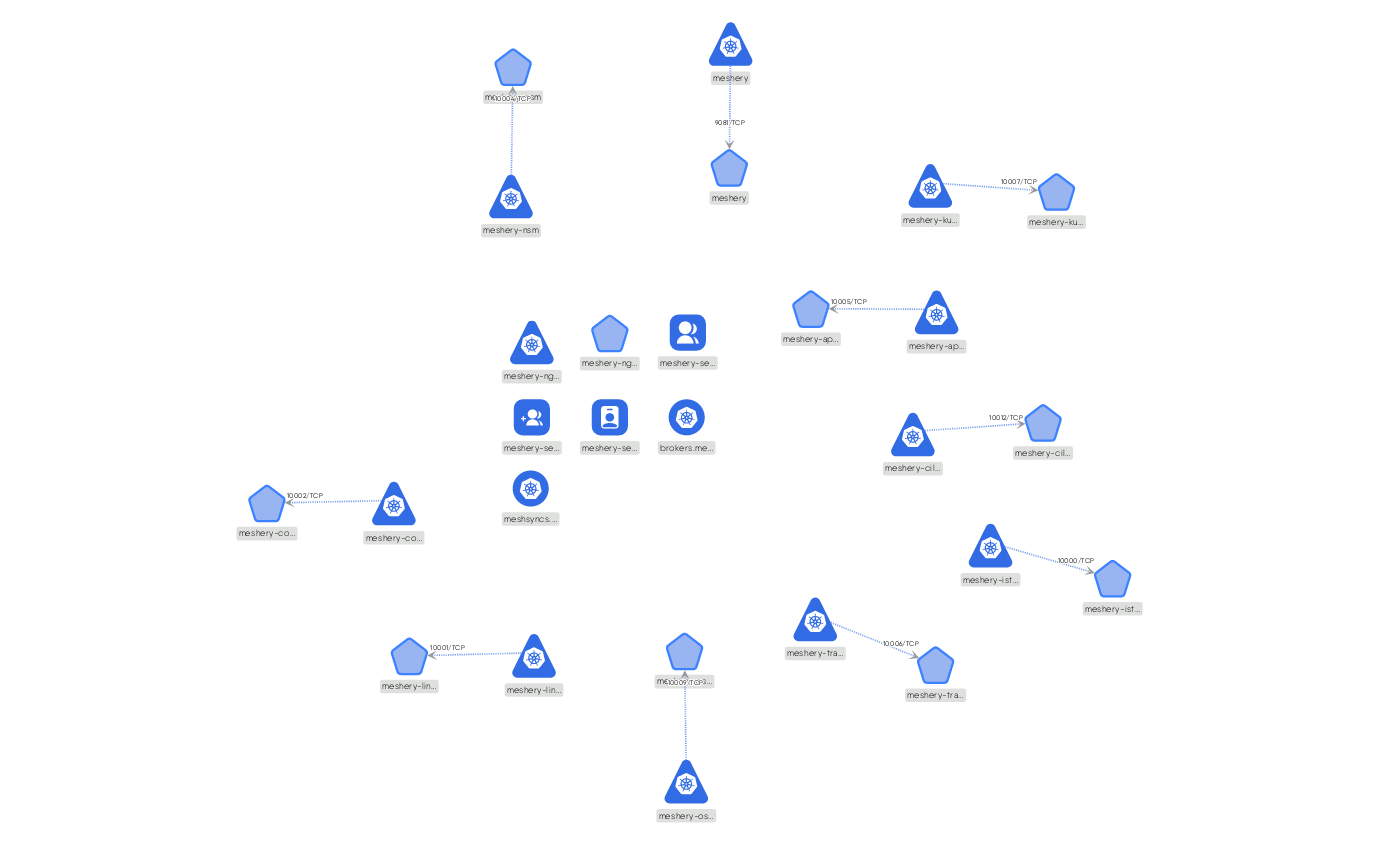 meshery
10004/TCP
9081/TCP
10007/TCP
meshery
meshery-ku...
meshery-ku...
meshery-nsm
10005/TCP
meshery-ap...
meshery-ap...
meshery-ng...
meshery-ng...
meshery-se...
10012/TCP
meshery-se...
meshery-se...
brokers.me...
meshery-cil...
meshery-cil...
10002/TCP
meshery-co...
meshery-co...
meshsyncs....
10000/TCP
meshery-ist...
meshery-ist...
10001/TCP
10006/TCP
meshery-tra...
meshery-tra...
meshery-lin...
meshery-lin...
10009/TCP
meshery-os...